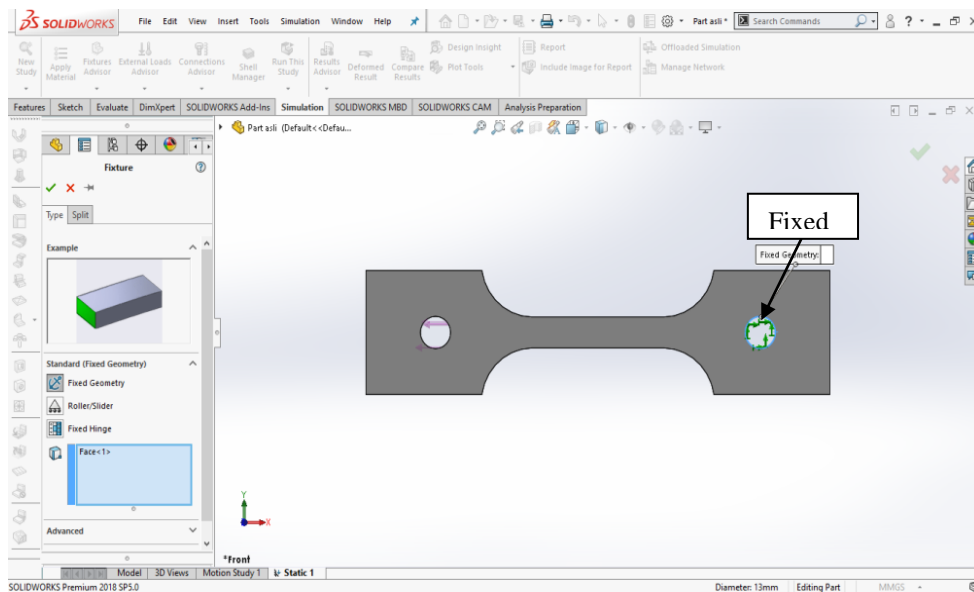 SOLIDWORKS File Edit View Insert Tools Simulation Window Help Part asli * Search Commands ?
New Study
Apply Material
Fixtures Advisor
External Loads Advisor
Connections Advisor
Shell Manager
Run This Study
Results Advisor
Deformed Result
Compare Results
Design Insight
Plot Tools
Report
Include Image for Report
Offloaded Simulation
Manage Network
Features Sketch Evaluate DimXpert SOLIDWORKS Add-Ins Simulation SOLIDWORKS MBD SOLIDWORKS CAM Analysis Preparation
Part asli (Default<<Defau...
Fixture
Type Split
Example
Standard (Fixed Geometry)
Fixed Geometry
Roller/Slider
Fixed Hinge
Face<1>
Advanced
Fixed
Fixed Geometry:
Y
X
*Front
Model 3D Views Motion Study 1 Static 1
SOLIDWORKS Premium 2018 SP5.0 Diameter: 13mm Editing Part MMGS